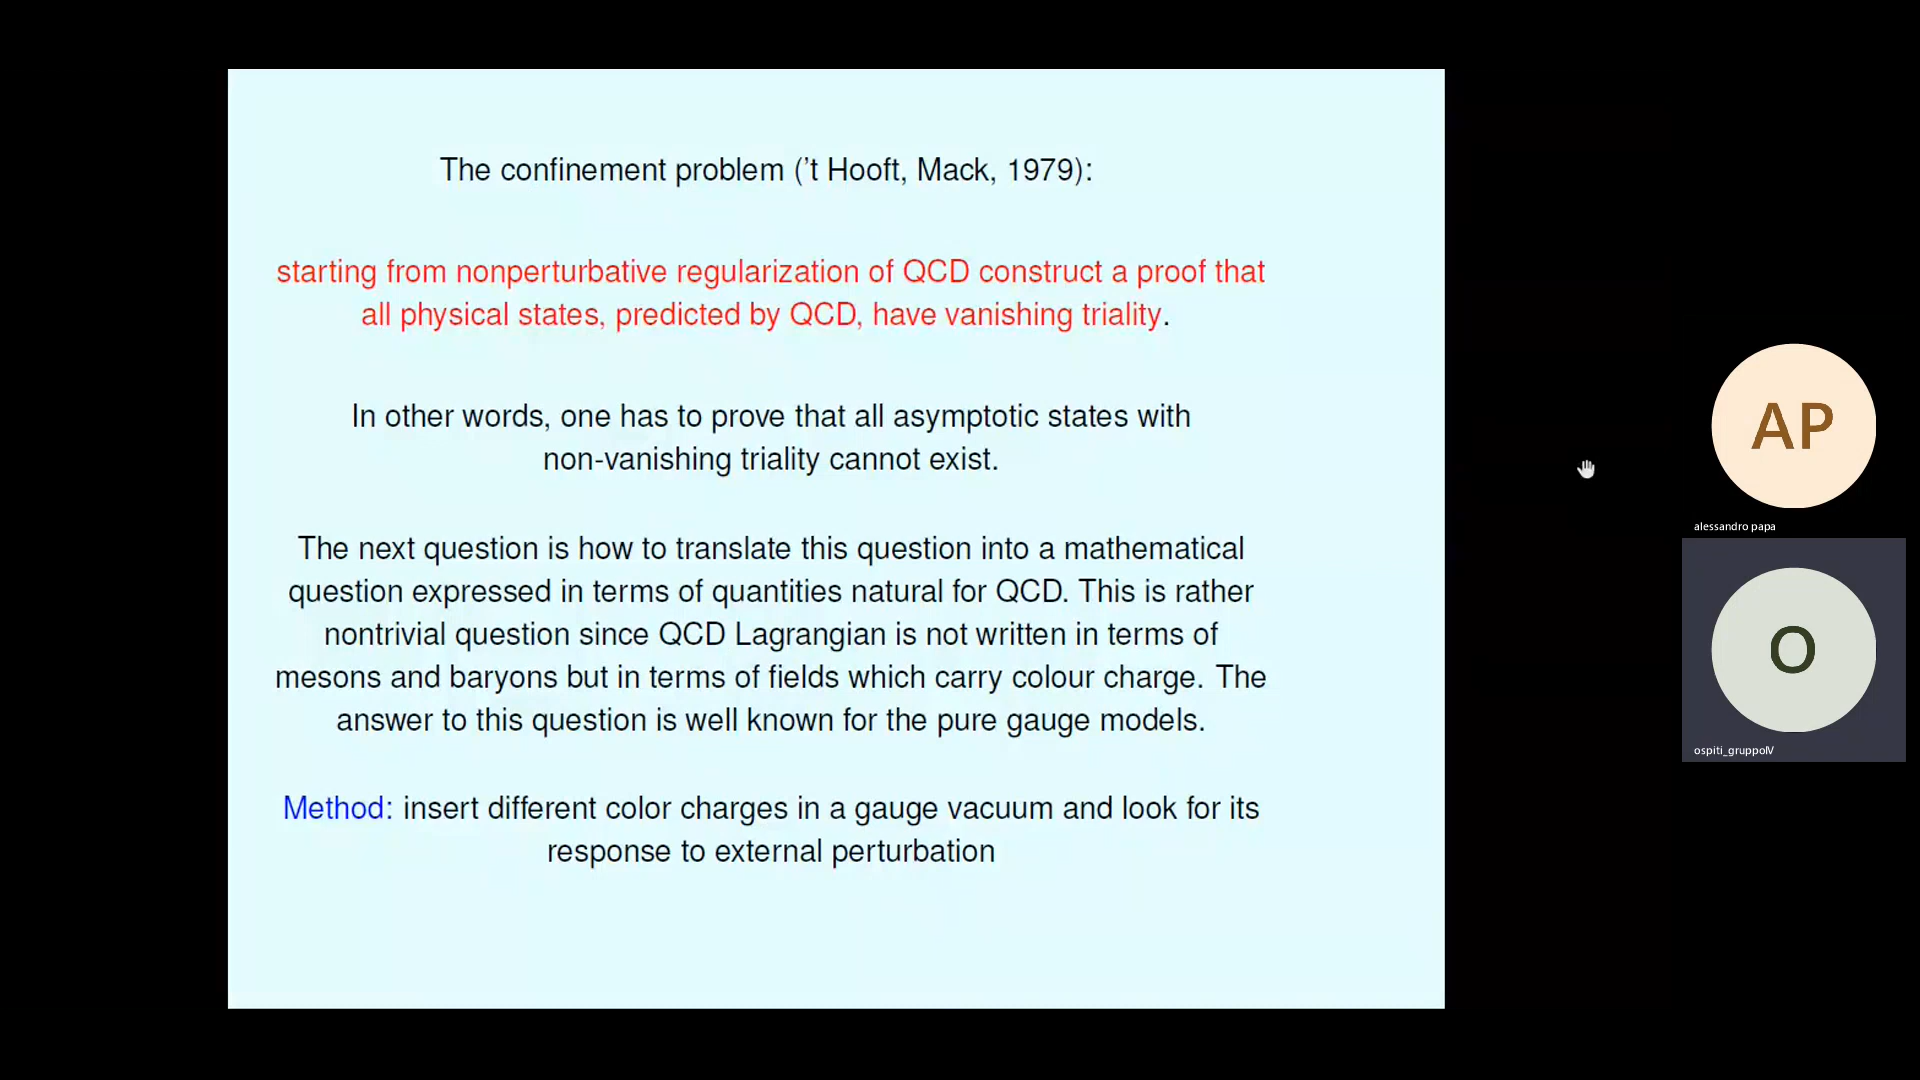 The confinement problem ('t Hooft, Mack, 1979):
starting from nonperturbative regularization of QCD construct a proof that
all physical states, predicted by QCD, have vanishing triality.
In other words, one has to prove that all asymptotic states with
non-vanishing triality cannot exist.
The next question is how to translate this question into a mathematical
question expressed in terms of quantities natural for QCD. This is rather
nontrivial question since QCD Lagrangian is not written in terms of
mesons and baryons but in terms of fields which carry colour charge. The
answer to this question is well known for the pure gauge models.
Method: insert different color charges in a gauge vacuum and look for its
response to external perturbation
AP
alessandro papa
O
ospiti_gruppoIV